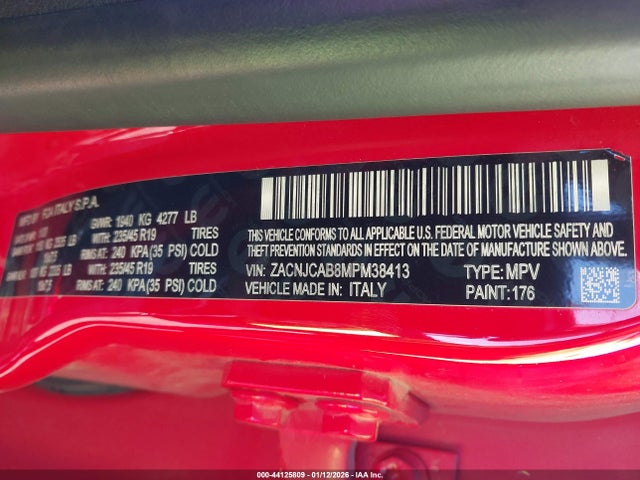 MFD BY FCA ITALY S.P.A.
GVWR: 1940 KG 4277 LB
WITH: 235/45 R19 TIRES
RIMS AT: 240 KPA (35 PSI) COLD
WITH: 235/45 R19 TIRES
RIMS AT: 240 KPA (35 PSI) COLD
THIS VEHICLE CONFORMS TO ALL APPLICABLE U.S. FEDERAL MOTOR VEHICLE SAFETY AND
THEFT PREVENTION STANDARDS IN EFFECT ON THE DATE OF MANUFACTURE SHOWN ABOVE.
VIN: ZACNJCAB8MPM38413 TYPE: MPV
VEHICLE MADE IN: ITALY PAINT: 176
000-44125809 - 01/12/2026 - IAA Inc.